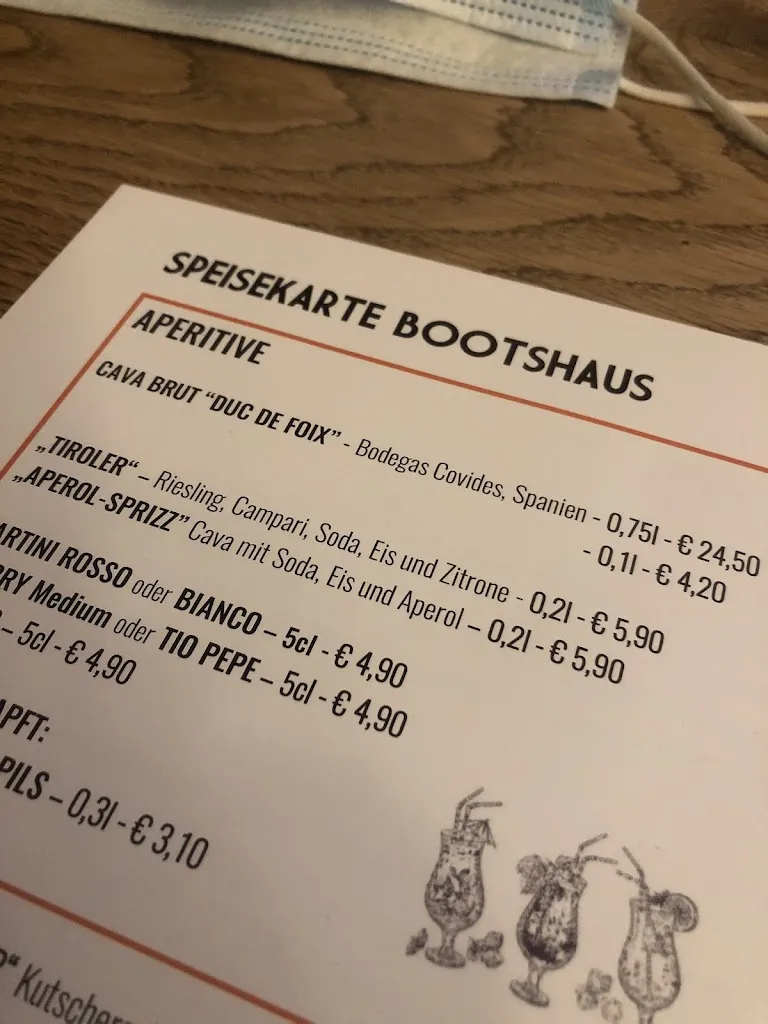 SPEISEKARTE BOOTSHAUS
APERITIVE
CAVA BRUT “DUC DE FOIX” - Bodegas Covides, Spanien - 0,75l - € 24,50
- 0,1l - € 4,20
„TIROLER“ – Riesling, Campari, Soda, Eis und Zitrone - 0,2l - € 5,90
„APEROL-SPRIZZ” Cava mit Soda, Eis und Aperol – 0,2l - € 5,90
ARTINI ROSSO oder BIANCO – 5cl - € 4,90
RRY Medium oder TIO PEPE – 5cl - € 4,90
– 5cl - € 4,90
APFT:
PILS – 0,3l - € 3,10